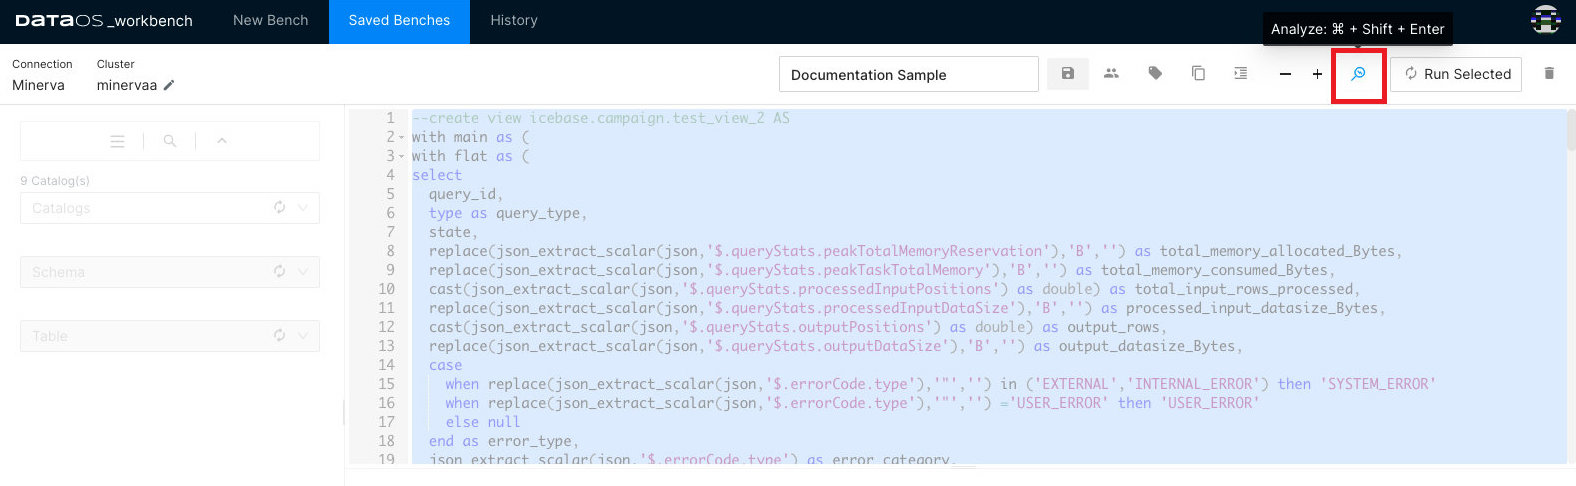 DATAOS _workbench New Bench Saved Benches History
Analyze: ⌘ + Shift + Enter
Connection Cluster
Minerva minervaa Documentation Sample Run Selected
9 Catalog(s)
Catalogs
Schema
Table
1 --create view icebase.campaign.test_view_2 AS
2 with main as (
3 with flat as (
4 select
5 query_id,
6 type as query_type,
7 state,
8 replace(json_extract_scalar(json,'$.queryStats.peakTotalMemoryReservation'),'B','') as total_memory_allocated_Bytes,
9 replace(json_extract_scalar(json,'$.queryStats.peakTaskTotalMemory'),'B','') as total_memory_consumed_Bytes,
10 cast(json_extract_scalar(json,'$.queryStats.processedInputPositions') as double) as total_input_rows_processed,
11 replace(json_extract_scalar(json,'$.queryStats.processedInputDataSize'),'B','') as processed_input_datasize_Bytes,
12 cast(json_extract_scalar(json,'$.queryStats.outputPositions') as double) as output_rows,
13 replace(json_extract_scalar(json,'$.queryStats.outputDataSize'),'B','') as output_datasize_Bytes,
14 case
15 when replace(json_extract_scalar(json,'$.errorCode.type'),'"','') in ('EXTERNAL','INTERNAL_ERROR') then 'SYSTEM_ERROR'
16 when replace(json_extract_scalar(json,'$.errorCode.type'),'"','') ='USER_ERROR' then 'USER_ERROR'
17 else null
18 end as error_type,
19 json_extract_scalar(json,'$.errorCode.type') as error_category,